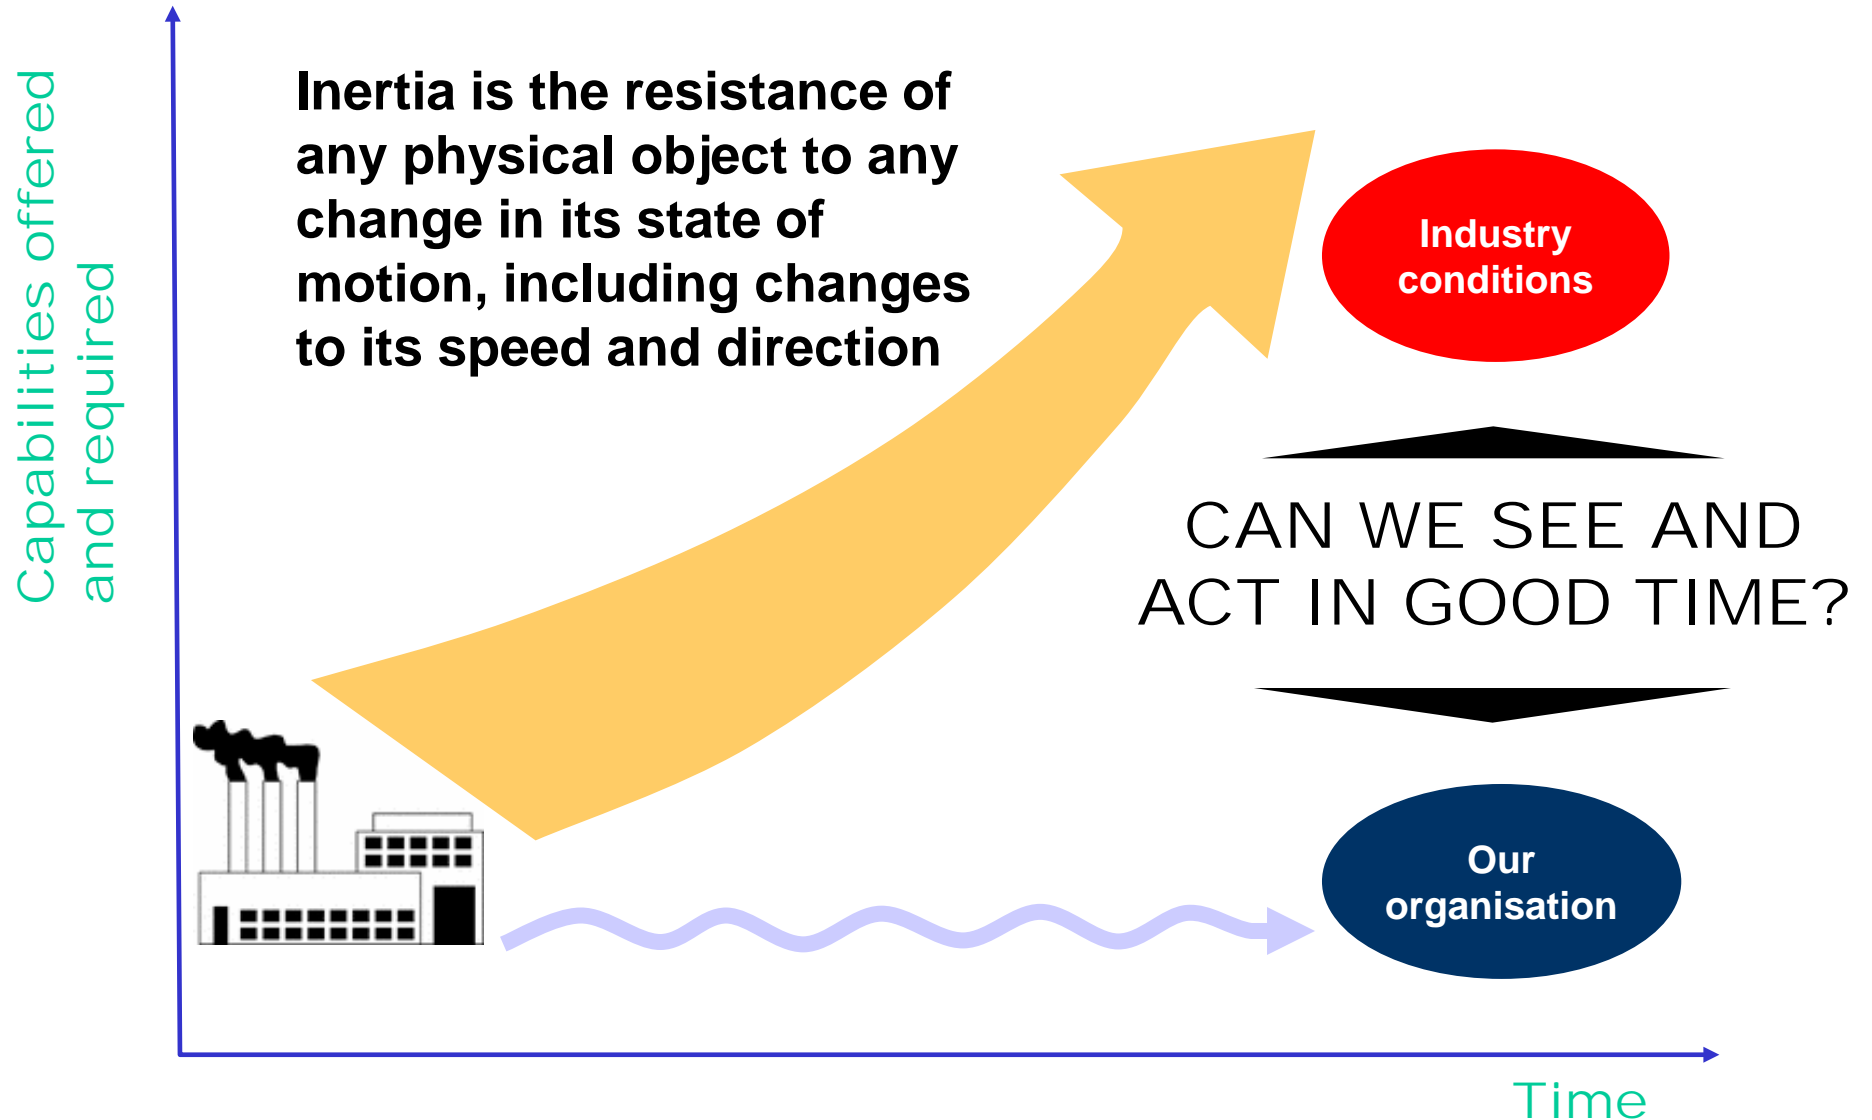 Capabilities offered
and required
Inertia is the resistance of
any physical object to any
change in its state of
motion, including changes
to its speed and direction
Industry
conditions
CAN WE SEE AND
ACT IN GOOD TIME?
Our
organisation
Time